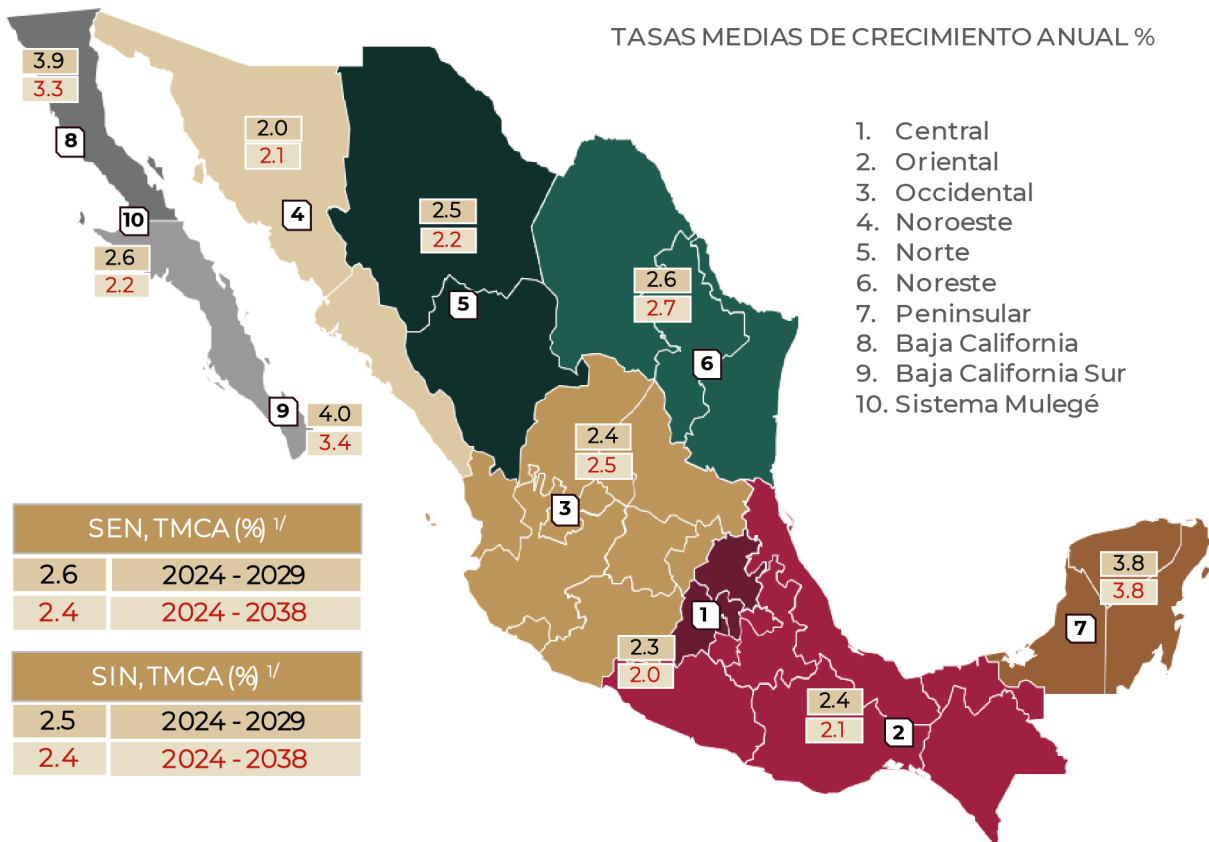 TASAS MEDIAS DE CRECIMIENTO ANUAL %
3.9
3.3
8
2.0
2.1
4
10
2.6
2.2
2.5
2.2
5
2.6
2.7
6
1. Central
2. Oriental
3. Occidental
4. Noroeste
5. Norte
6. Noreste
7. Peninsular
8. Baja California
9. Baja California Sur
10. Sistema Mulegé
9
4.0
3.4
2.4
2.5
3
SEN, TMCA (%) 1/
2.6 2024 - 2029
2.4 2024 - 2038
SIN, TMCA (%) 1/
2.5 2024 - 2029
2.4 2024 - 2038
1
2.3
2.0
2.4
2.1
2
3.8
3.8
7